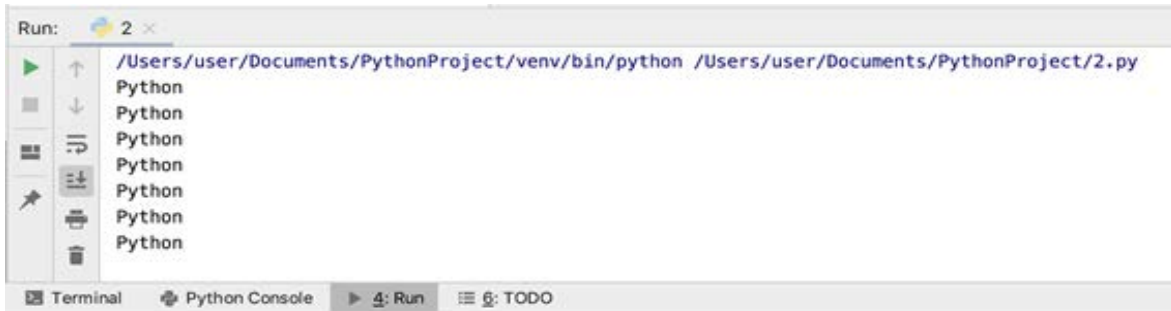 Run: 2
/Users/user/Documents/PythonProject/venv/bin/python /Users/user/Documents/PythonProject/2.py
Python
Python
Python
Python
Python
Python
Python
Terminal Python Console 4: Run 6: TODO